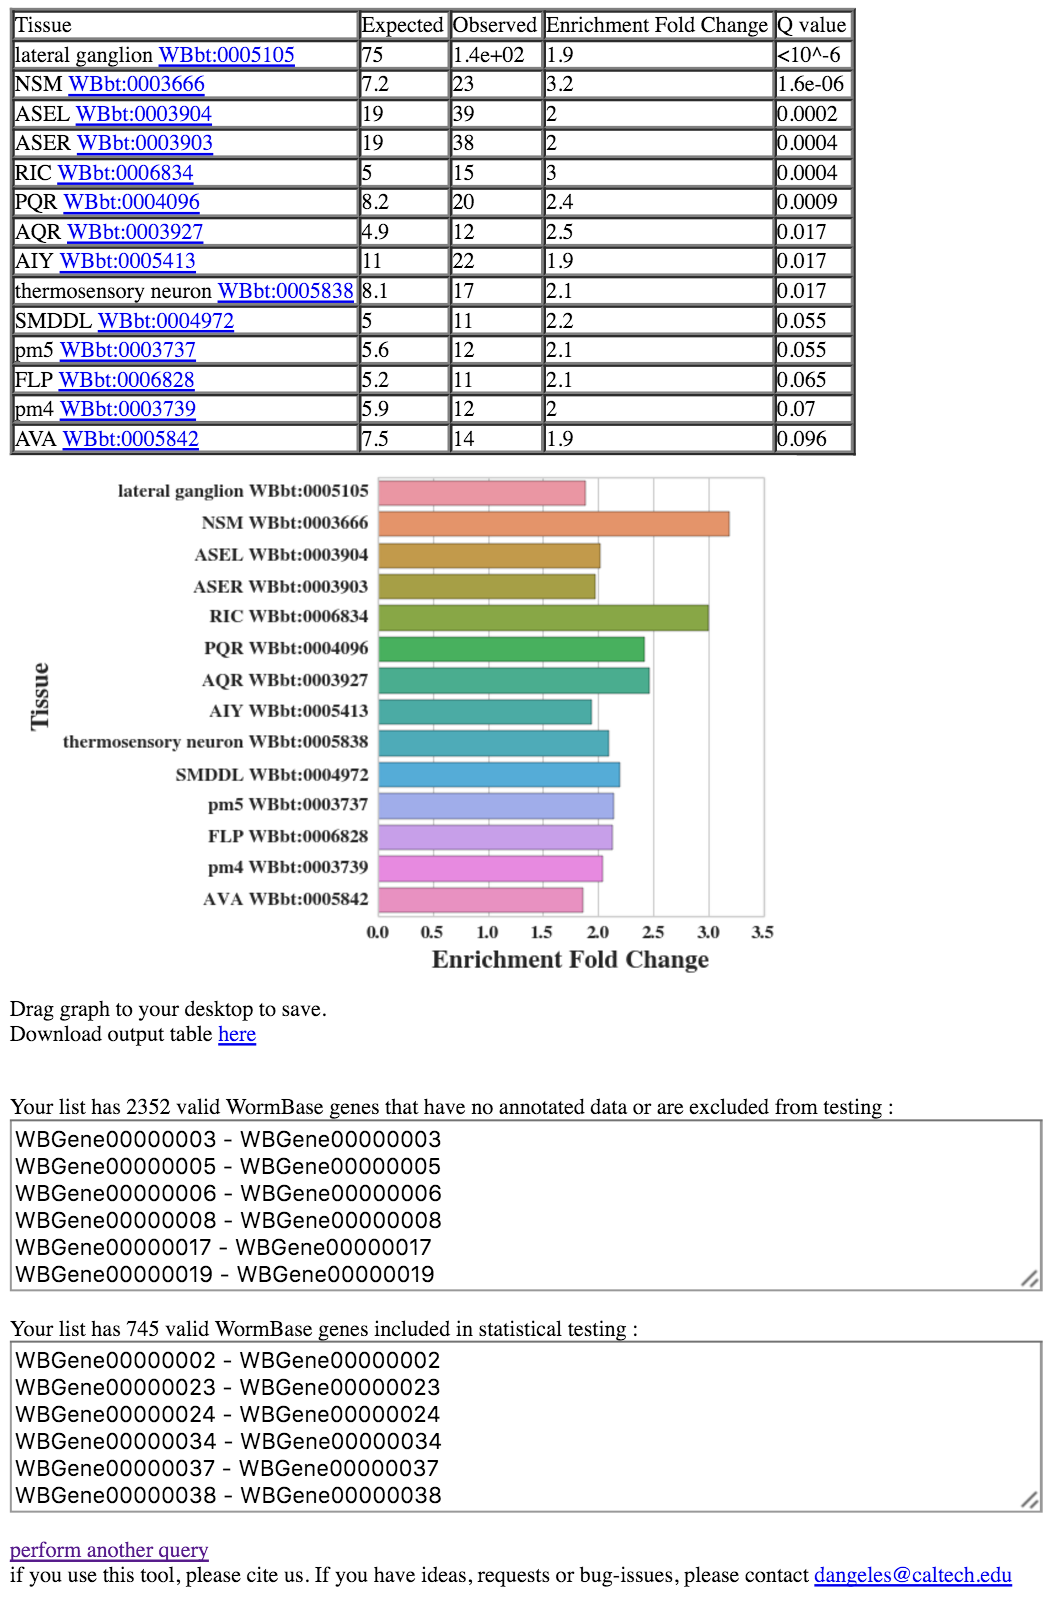 Tissue Expected Observed Enrichment Fold Change Q value
lateral ganglion WBbt:0005105 75 1.4e+02 1.9 <10^-6
NSM WBbt:0003666 7.2 23 3.2 1.6e-06
ASEL WBbt:0003904 19 39 2 0.0002
ASER WBbt:0003903 19 38 2 0.0004
RIC WBbt:0006834 5 15 3 0.0004
PQR WBbt:0004096 8.2 20 2.4 0.0009
AQR WBbt:0003927 4.9 12 2.5 0.017
AIY WBbt:0005413 11 22 1.9 0.017
thermosensory neuron WBbt:0005838 8.1 17 2.1 0.017
SMDDL WBbt:0004972 5 11 2.2 0.055
pm5 WBbt:0003737 5.6 12 2.1 0.055
FLP WBbt:0006828 5.2 11 2.1 0.065
pm4 WBbt:0003739 5.9 12 2 0.07
AVA WBbt:0005842 7.5 14 1.9 0.096
Tissue
lateral ganglion WBbt:0005105
NSM WBbt:0003666
ASEL WBbt:0003904
ASER WBbt:0003903
RIC WBbt:0006834
PQR WBbt:0004096
AQR WBbt:0003927
AIY WBbt:0005413
thermosensory neuron WBbt:0005838
SMDDL WBbt:0004972
pm5 WBbt:0003737
FLP WBbt:0006828
pm4 WBbt:0003739
AVA WBbt:0005842
0.0 0.5 1.0 1.5 2.0 2.5 3.0 3.5
Enrichment Fold Change
Drag graph to your desktop to save.
Download output table here
Your list has 2352 valid WormBase genes that have no annotated data or are excluded from testing :
WBGene00000003 - WBGene00000003
WBGene00000005 - WBGene00000005
WBGene00000006 - WBGene00000006
WBGene00000008 - WBGene00000008
WBGene00000017 - WBGene00000017
WBGene00000019 - WBGene00000019
Your list has 745 valid WormBase genes included in statistical testing :
WBGene00000002 - WBGene00000002
WBGene00000023 - WBGene00000023
WBGene00000024 - WBGene00000024
WBGene00000034 - WBGene00000034
WBGene00000037 - WBGene00000037
WBGene00000038 - WBGene00000038
perform another query
if you use this tool, please cite us. If you have ideas, requests or bug-issues, please contact dangeles@caltech.edu